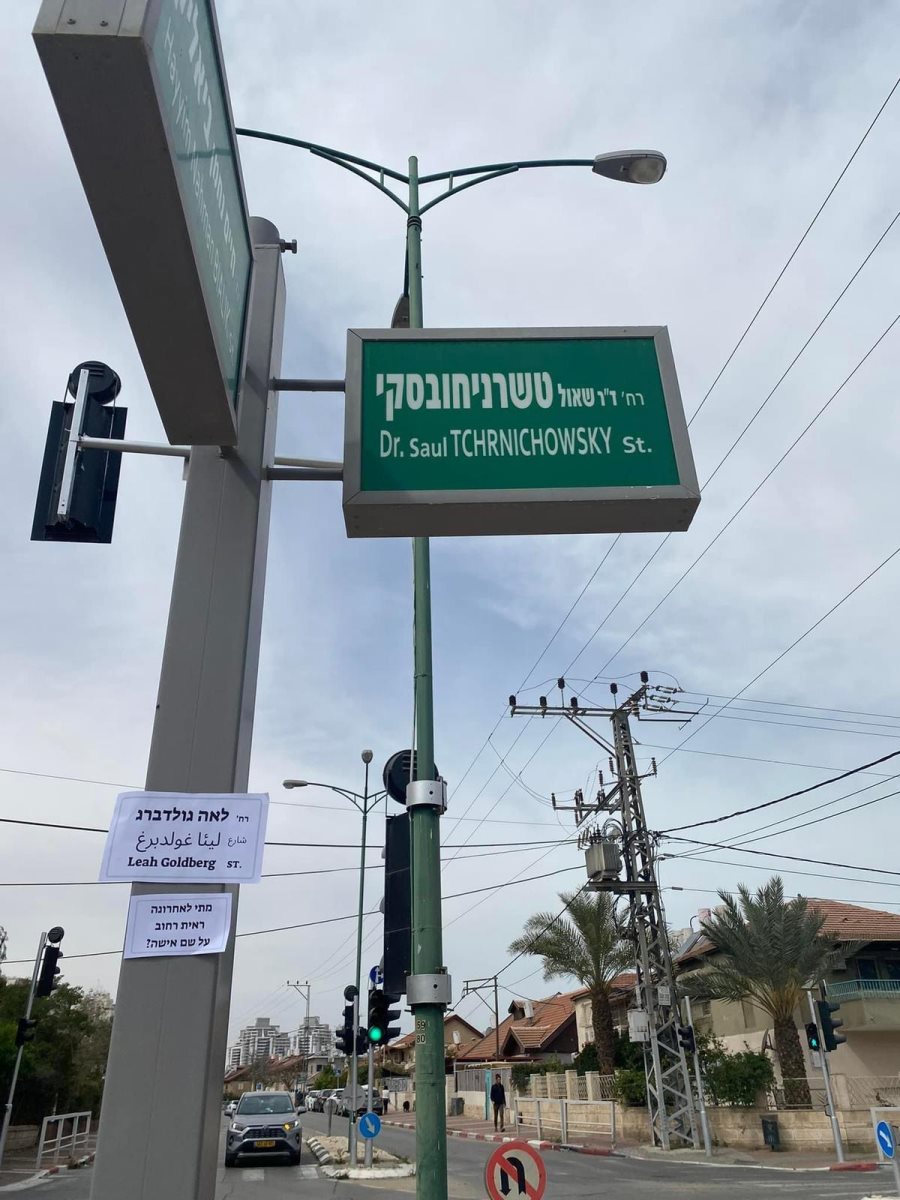 רח' ד"ר שאול טשרניחובסקי
Dr. Saul TCHRNICHOWSKY St.
רח' לאה גולדברג
شارع ليئا غولدبرغ
Leah Goldberg ST.
מתי לאחרונה
ראית רחוב
על שם אישה?